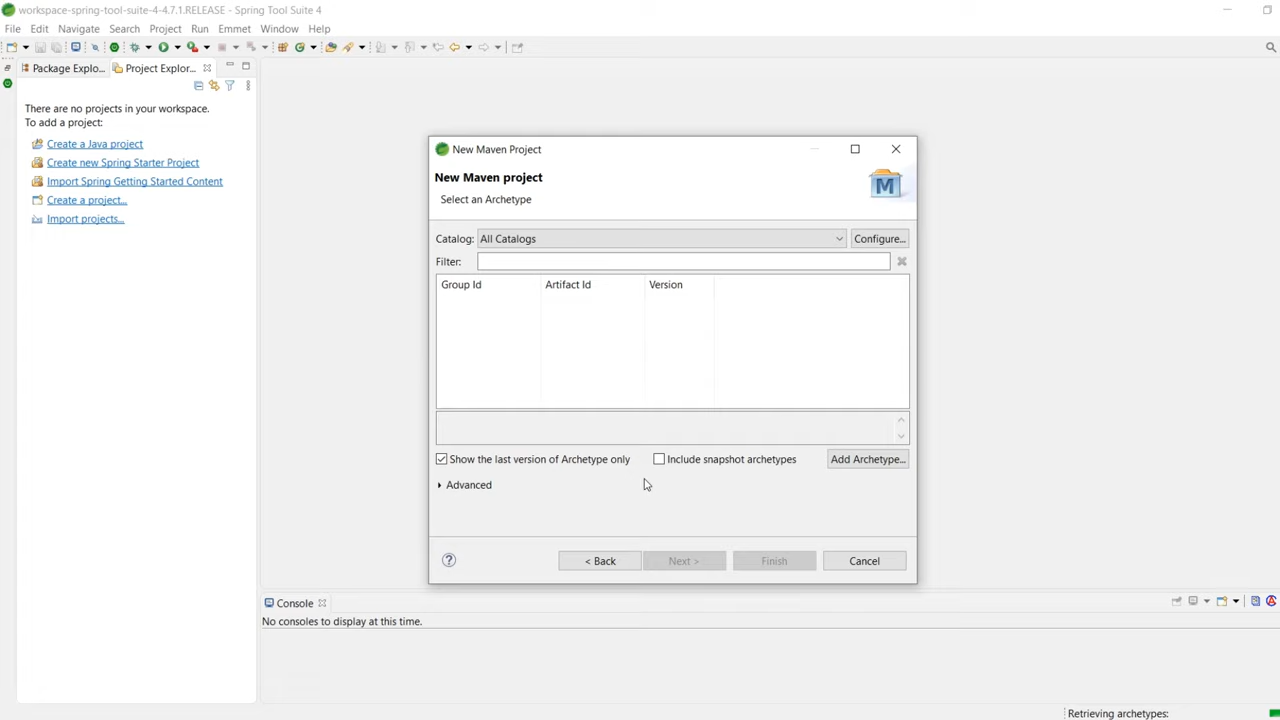 workspace-spring-tool-suite-4-4.7.1.RELEASE - Spring Tool Suite 4
File Edit Navigate Search Project Run Emmet Window Help
Package Explo... Project Explor...
There are no projects in your workspace.
To add a project:
Create a Java project
Create new Spring Starter Project
Import Spring Getting Started Content
Create a project...
Import projects...
New Maven Project
New Maven project
M
Select an Archetype
Catalog: All Catalogs Configure...
Filter:
Group Id Artifact Id Version
Show the last version of Archetype only Include snapshot archetypes Add Archetype...
Advanced
? < Back Next > Finish Cancel
Console
No consoles to display at this time.
Retrieving archetypes: